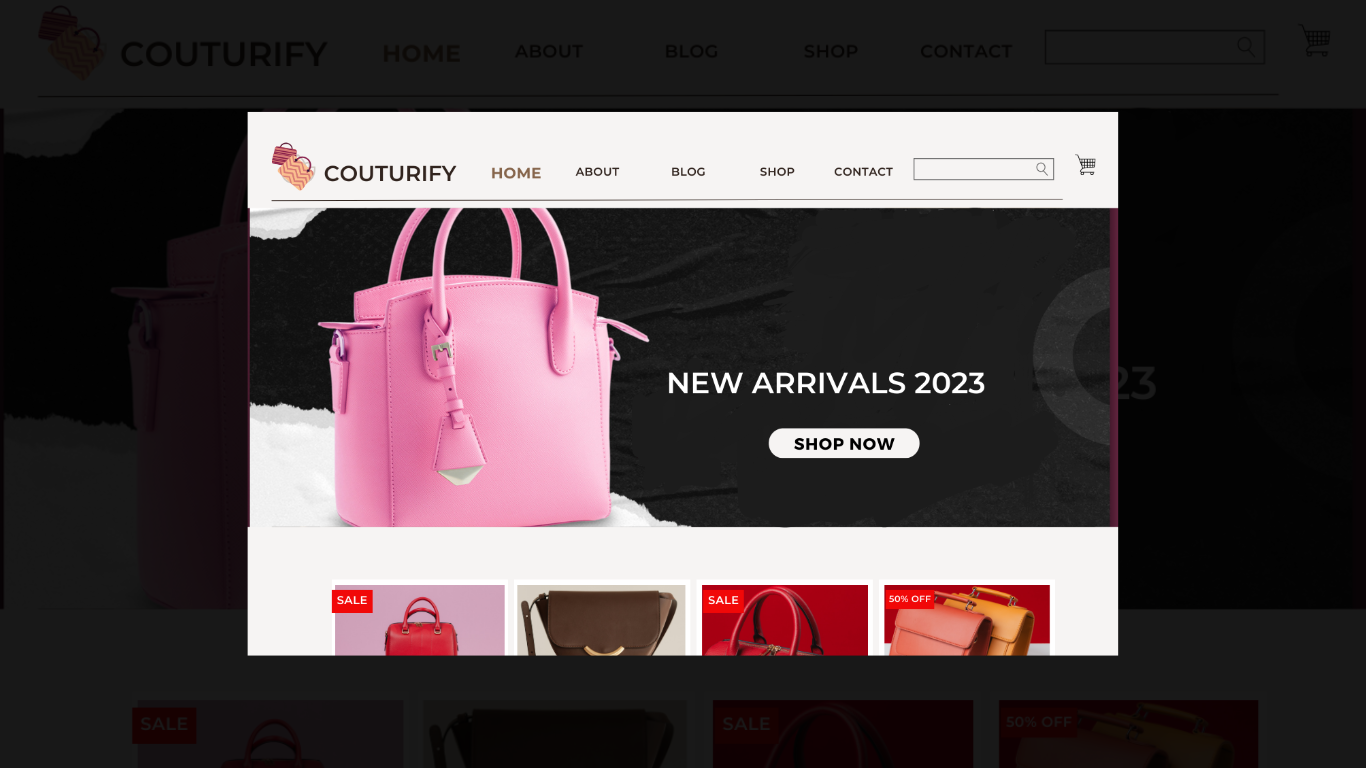 COUTURIFY HOME ABOUT BLOG SHOP CONTACT
COUTURIFY HOME ABOUT BLOG SHOP CONTACT
NEW ARRIVALS 2023
23
SHOP NOW
SALE
SALE
50% OFF
SALE
SALE
50% OFF